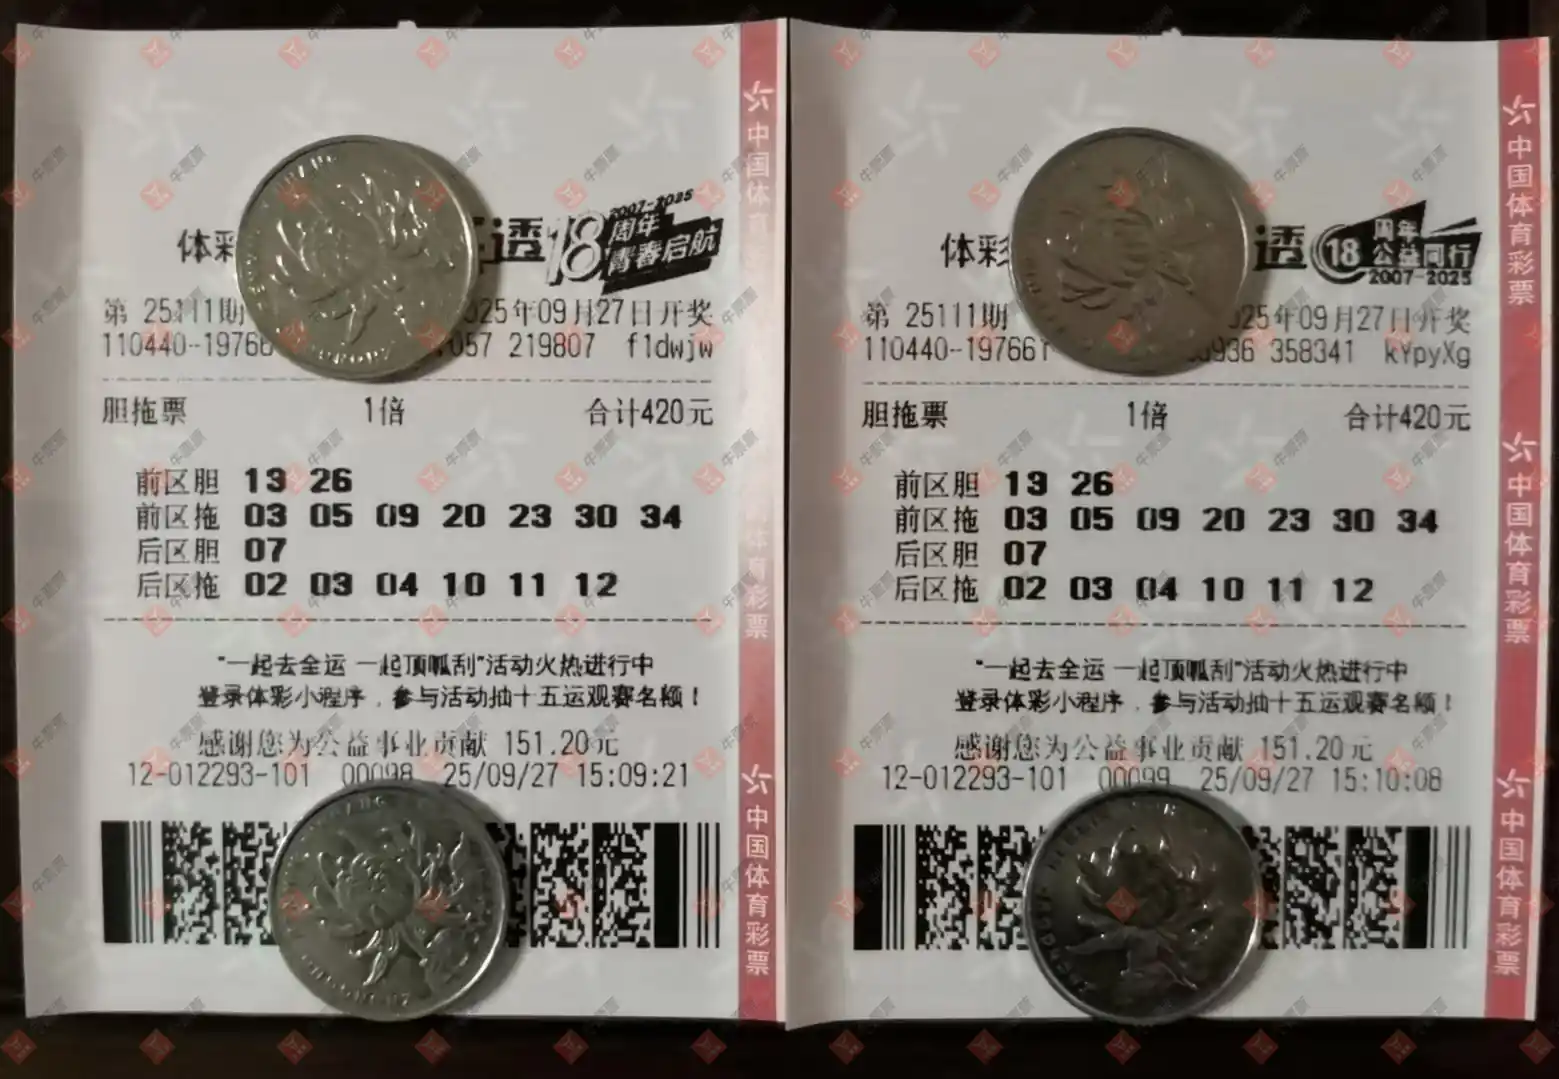 体彩
透
18
2007-2025
周年
青春启航
第 25111期
025年09月27日开奖
110440-19766
057 219807 f1dwjw
胆拖票 1倍 合计420元
前区胆 13 26
前区拖 03 05 09 20 23 30 34
后区胆 07
后区拖 02 03 04 10 11 12
“一起去全运 一起顶呱刮”活动火热进行中
登录体彩小程序，参与活动抽十五运观赛名额！
感谢您为公益事业贡献 151.20元
12-012293-101 00098 25/09/27 15:09:21
中国体育彩票
体育彩票
中国体育彩票
体彩
透
18
周年
公益同行
2007-2025
第 25111期
025年09月27日开奖
110440-197661
936 358341 kYpyXg
胆拖票 1倍 合计420元
前区胆 13 26
前区拖 03 05 09 20 23 30 34
后区胆 07
后区拖 02 03 04 10 11 12
“一起去全运 一起顶呱刮”活动火热进行中
登录体彩小程序，参与活动抽十五运观赛名额！
感谢您为公益事业贡献 151.20元
12-012293-101 00099 25/09/27 15:10:08
中国体育彩票
中国体育彩票
中国体育彩票
牛票票